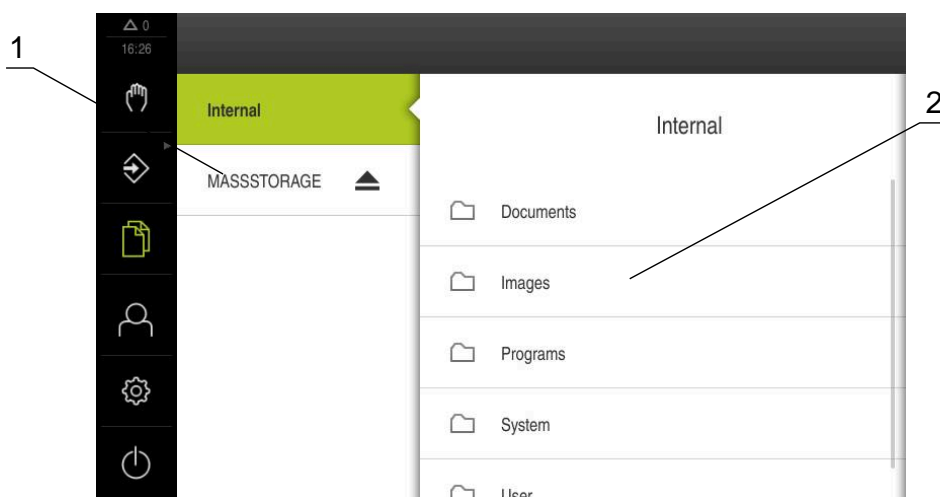 0
16:26
1
Internal
MASSSTORAGE
Internal
2
Documents
Images
Programs
System
User